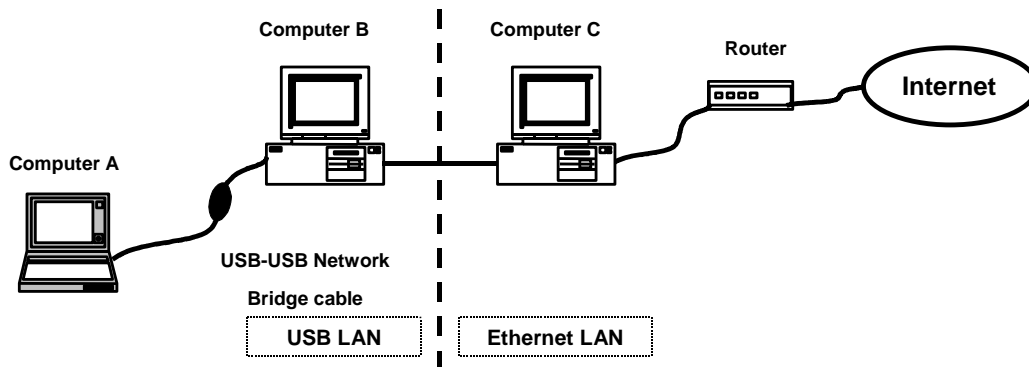 Computer B
Computer C
Router
Internet
Computer A
USB-USB Network
Bridge cable
USB LAN
Ethernet LAN